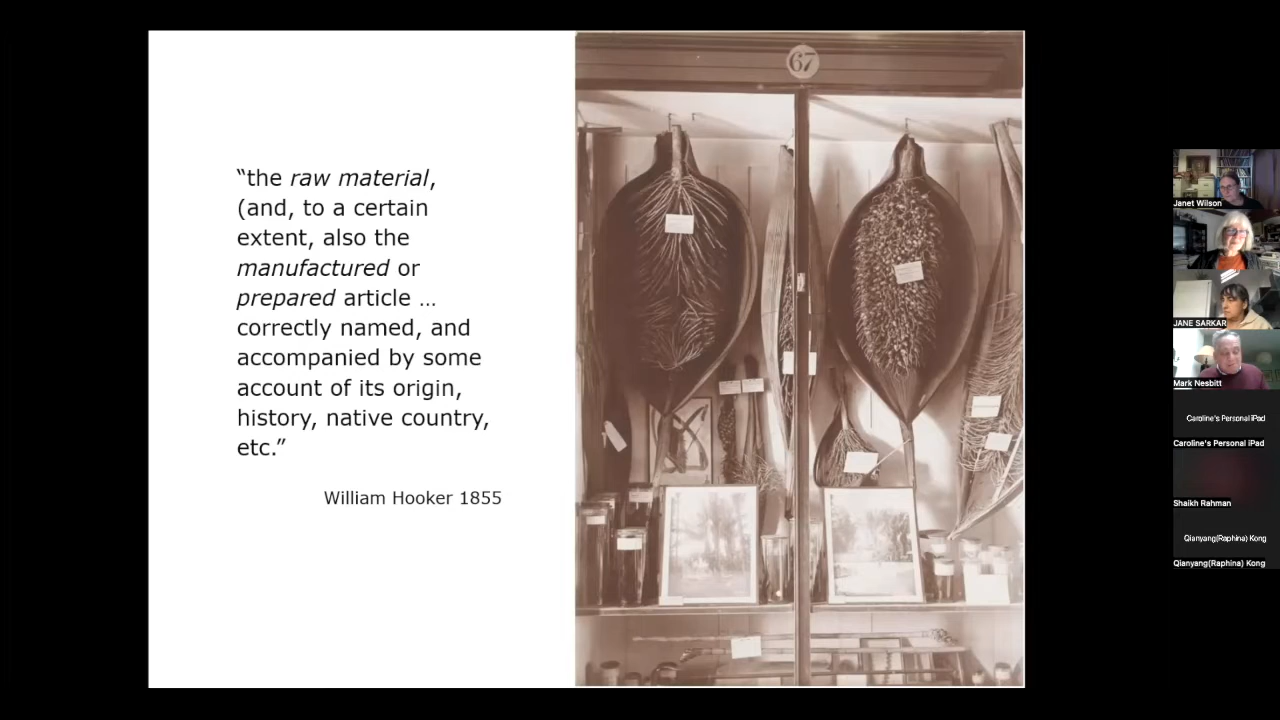 “the raw material,
(and, to a certain
extent, also the
manufactured or
prepared article …
correctly named, and
accompanied by some
account of its origin,
history, native country,
etc.”
William Hooker 1855
67
Janet Wilson
JANE SARKAR
Mark Nesbitt
Caroline's Personal iPad
Caroline's Personal iPad
Shaikh Rahman
Qianyang(Raphina) Kong
Qianyang(Raphina) Kong